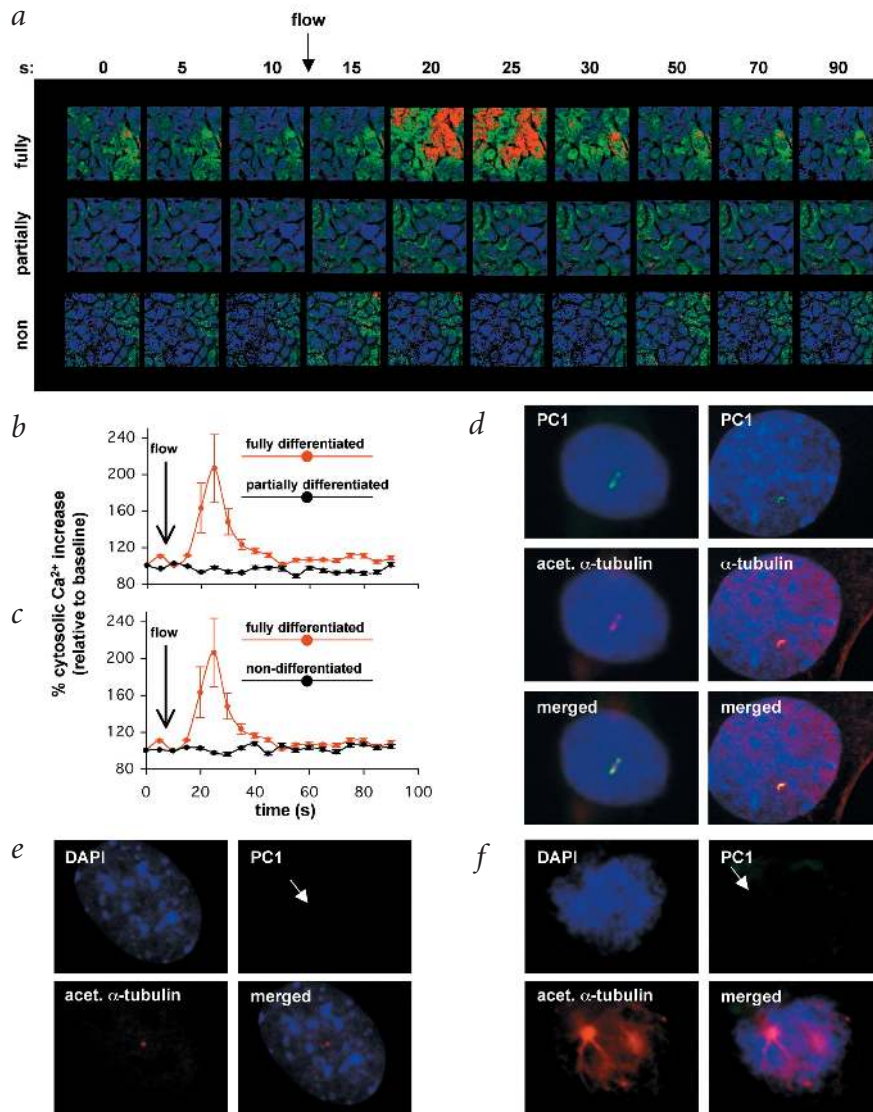 a
flow
s: 0 5 10 15 20 25 30 50 70 90
fully
partially
non
b
% cytosolic Ca²⁺ increase
(relative to baseline)
240
200
160
120
80
flow
fully differentiated
partially differentiated
c
240
200
160
120
80
flow
fully differentiated
non-differentiated
0 20 40 60 80 100
time (s)
d
PC1
PC1
acet. α-tubulin
α-tubulin
merged
merged
e
DAPI
PC1
acet. α-tubulin
merged
f
DAPI
PC1
acet. α-tubulin
merged